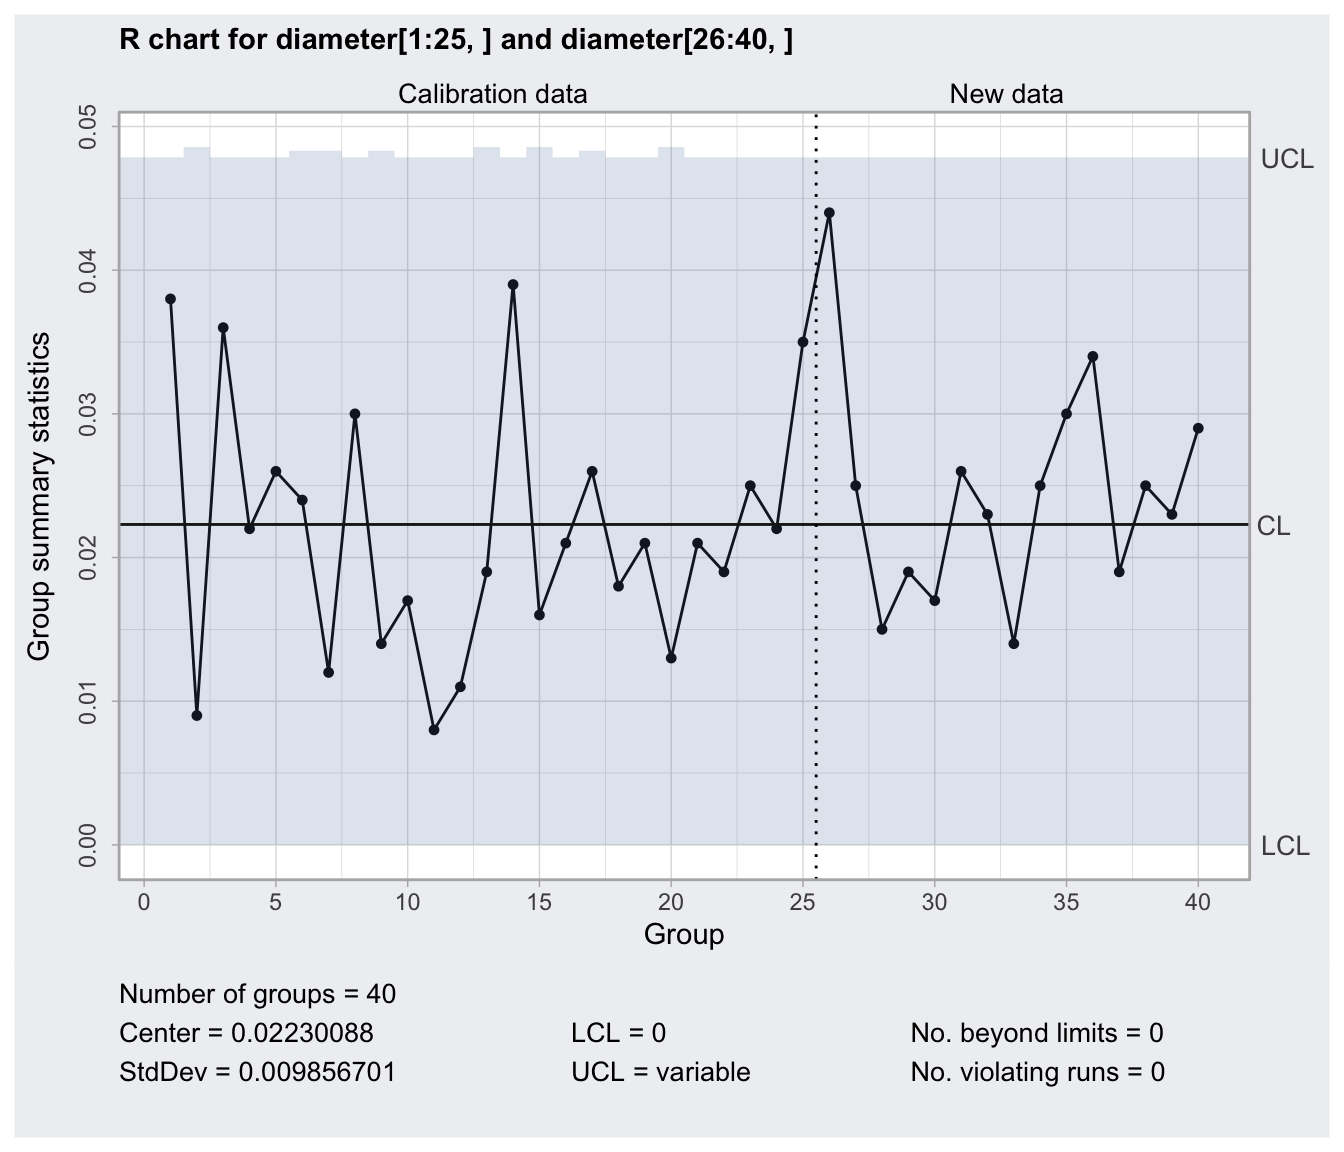 R chart for diameter[1:25, ] and diameter[26:40, ]
Calibration data New data
0.05
UCL
0.04
0.03
CL
0.02
0.01
0.00
LCL
Group summary statistics
0 5 10 15 20 25 30 35 40
Group
Number of groups = 40
Center = 0.02230088 LCL = 0 No. beyond limits = 0
StdDev = 0.009856701 UCL = variable No. violating runs = 0